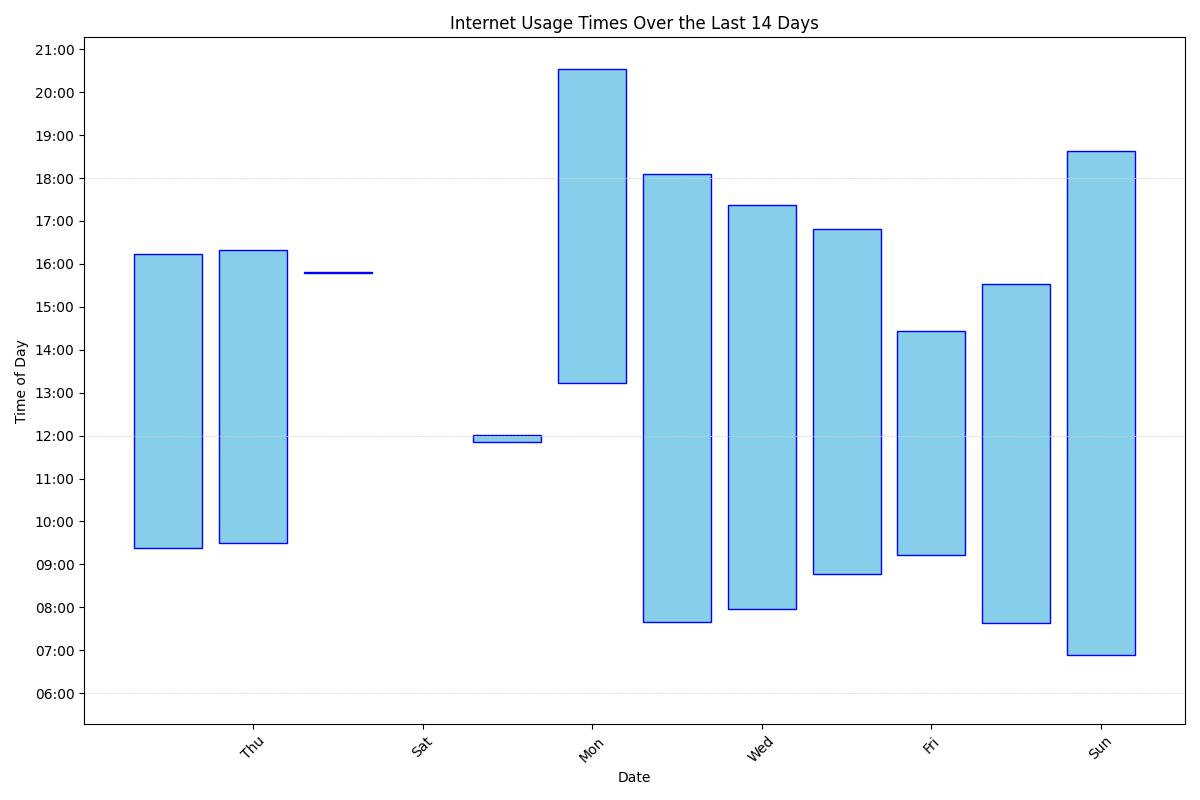 Internet Usage Times Over the Last 14 Days
21:00
20:00
19:00
18:00
17:00
16:00
15:00
14:00
13:00
12:00
11:00
10:00
09:00
08:00
07:00
06:00
Time of Day
Thu
Sat
Mon
Wed
Fri
Sun
Date